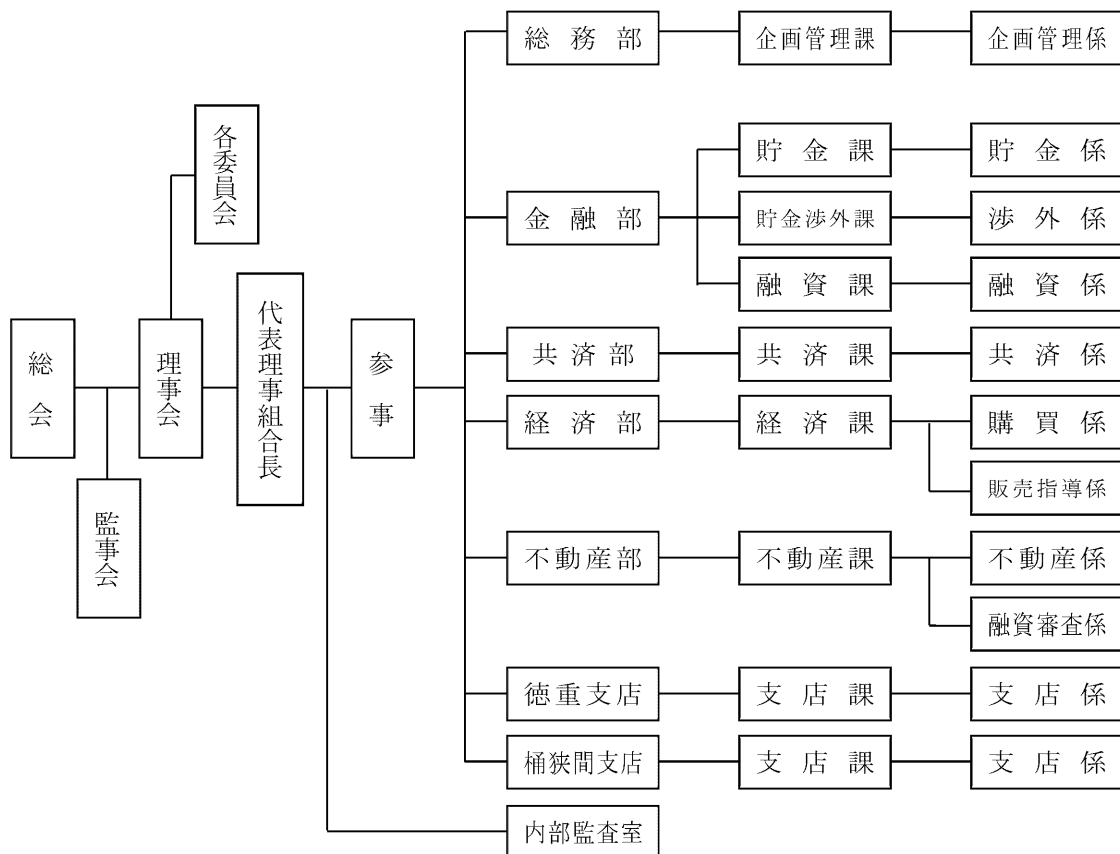 総会
監事会
理事会
各委員会
代表理事組合長
参事
総務部
企画管理課
企画管理係
金融部
貯金課
貯金係
貯金渉外課
渉外係
融資課
融資係
共済部
共済課
共済係
経済部
経済課
購買係
販売指導係
不動産部
不動産課
不動産係
融資審査係
徳重支店
支店課
支店係
桶狭間支店
支店課
支店係
内部監査室